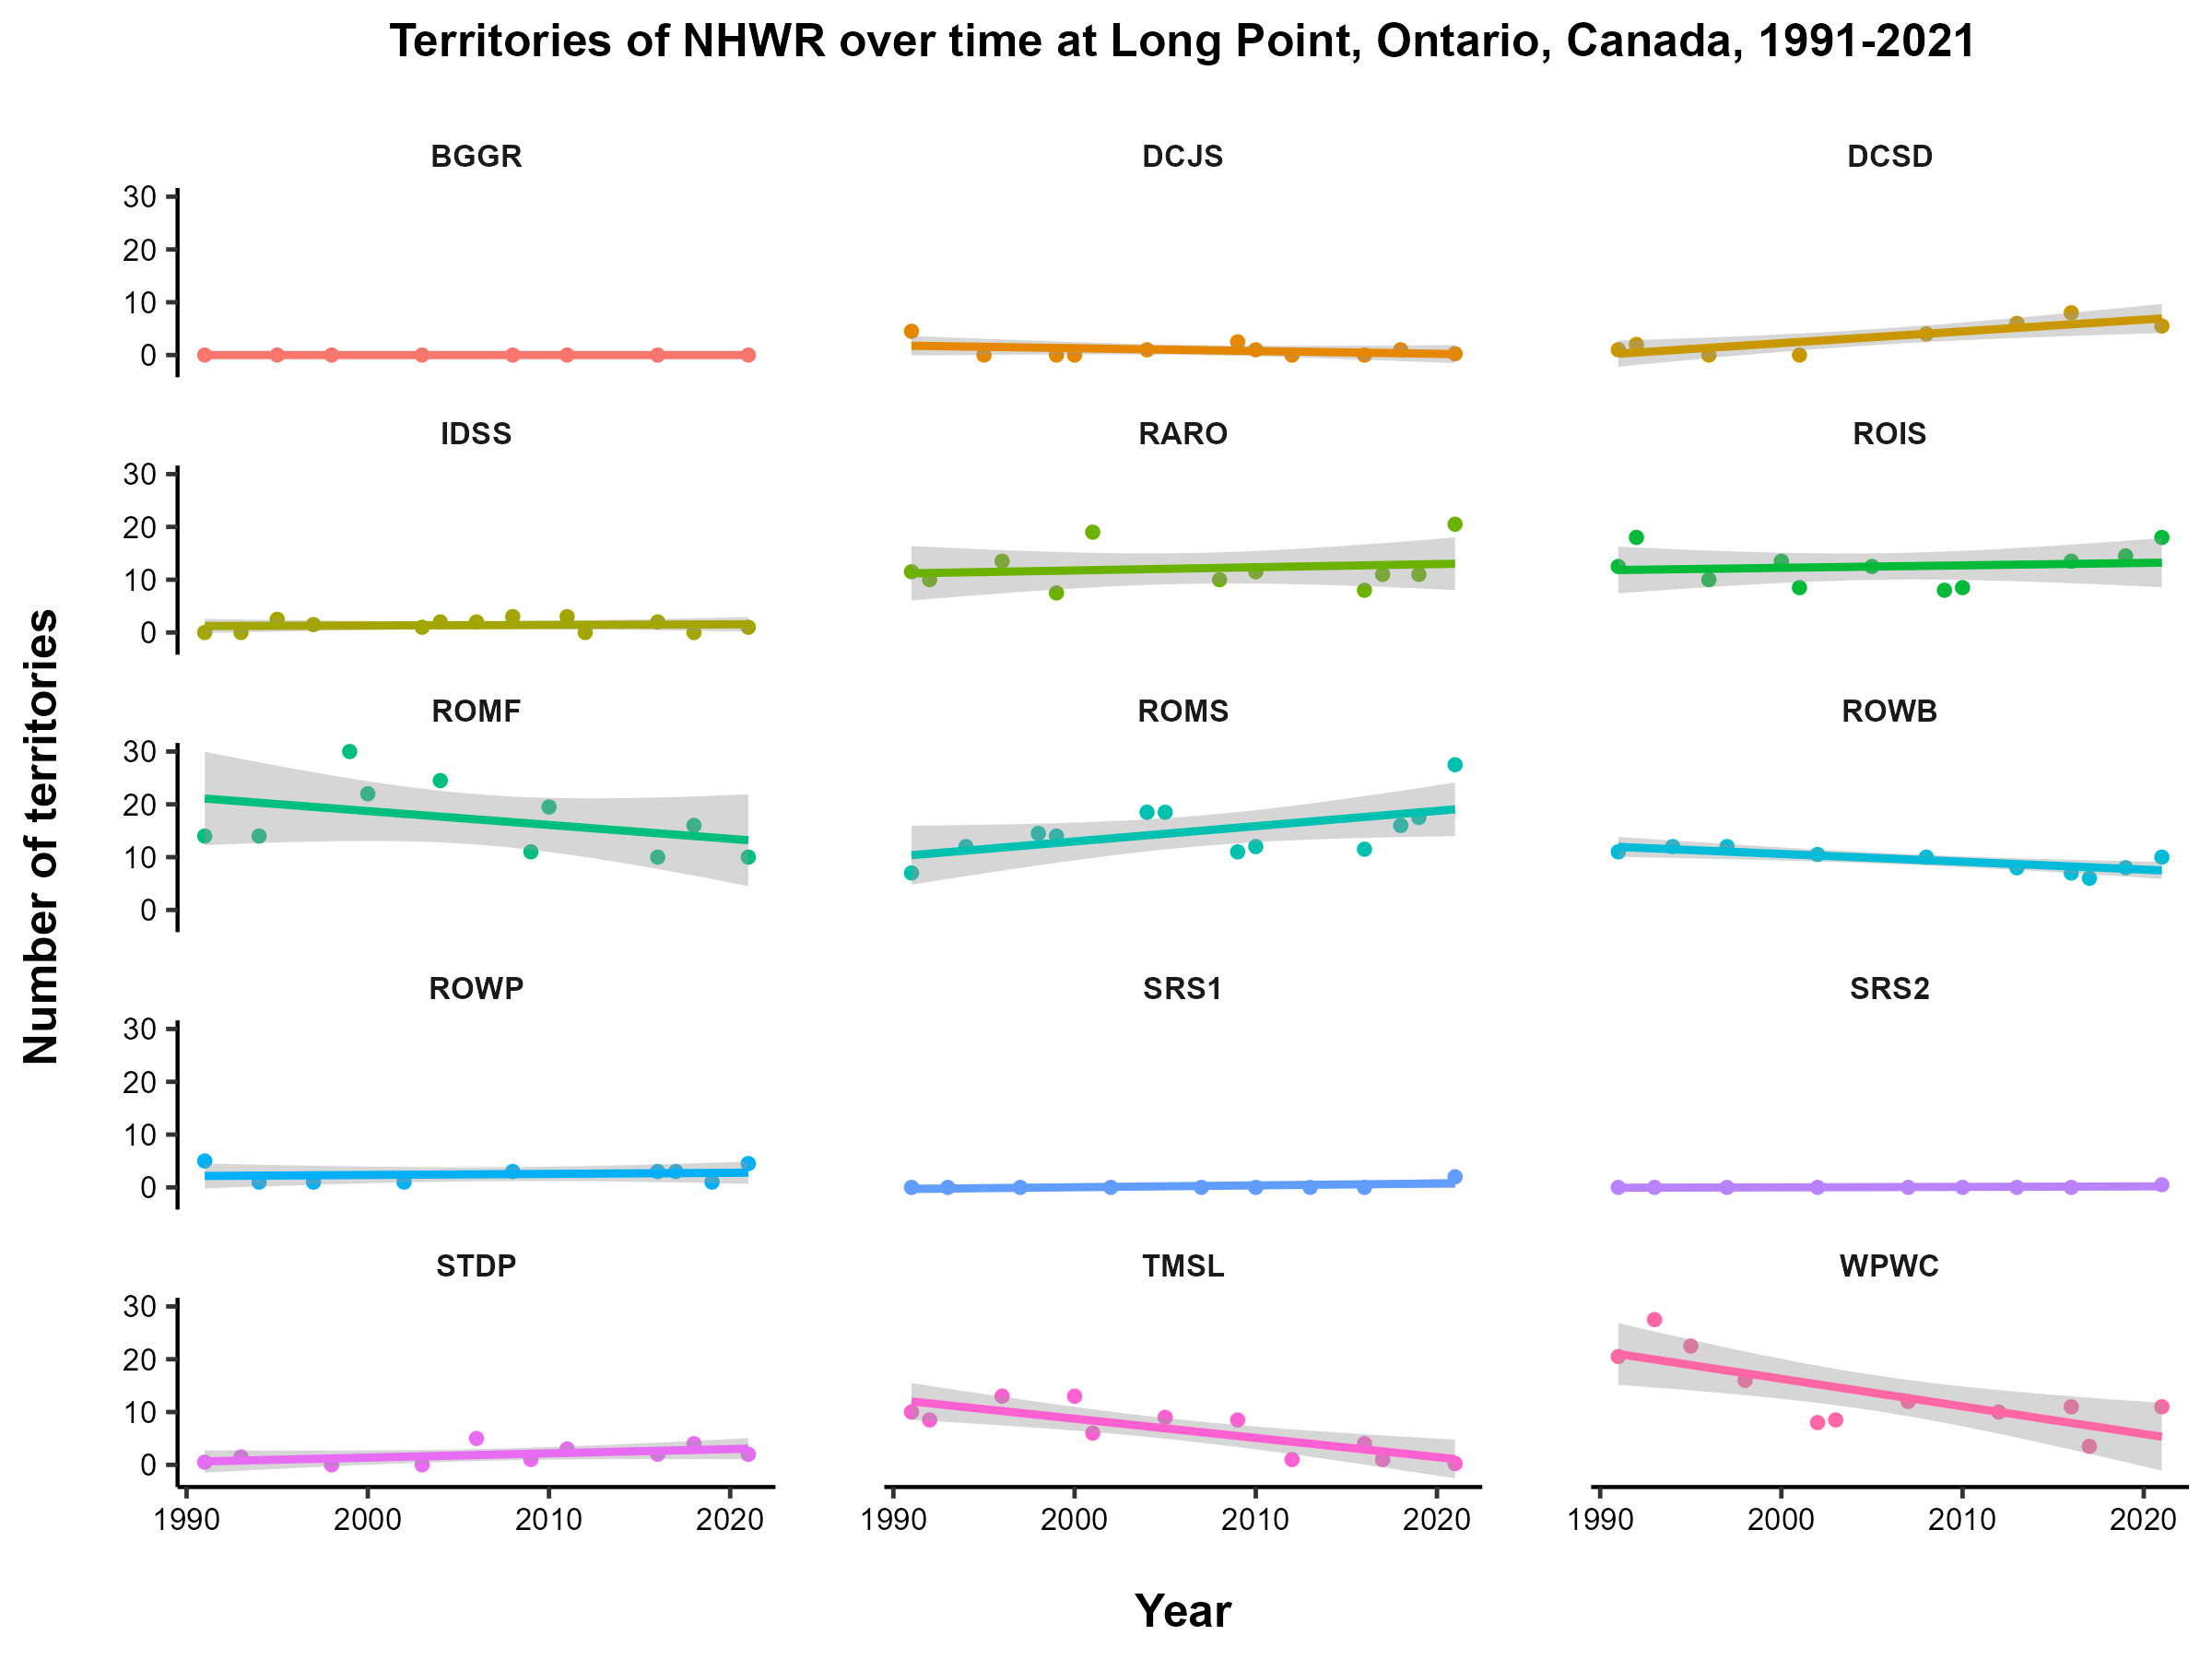 Territories of NHWR over time at Long Point, Ontario, Canada, 1991-2021
BGGR DCJS DCSD
30
20
10
0
IDSS RARO ROIS
30
20
10
0
Number of territories
ROMF ROMS ROWB
30
20
10
0
ROWP SRS1 SRS2
30
20
10
0
STDP TMSL WPWC
30
20
10
0
1990 2000 2010 2020 1990 2000 2010 2020 1990 2000 2010 2020
Year